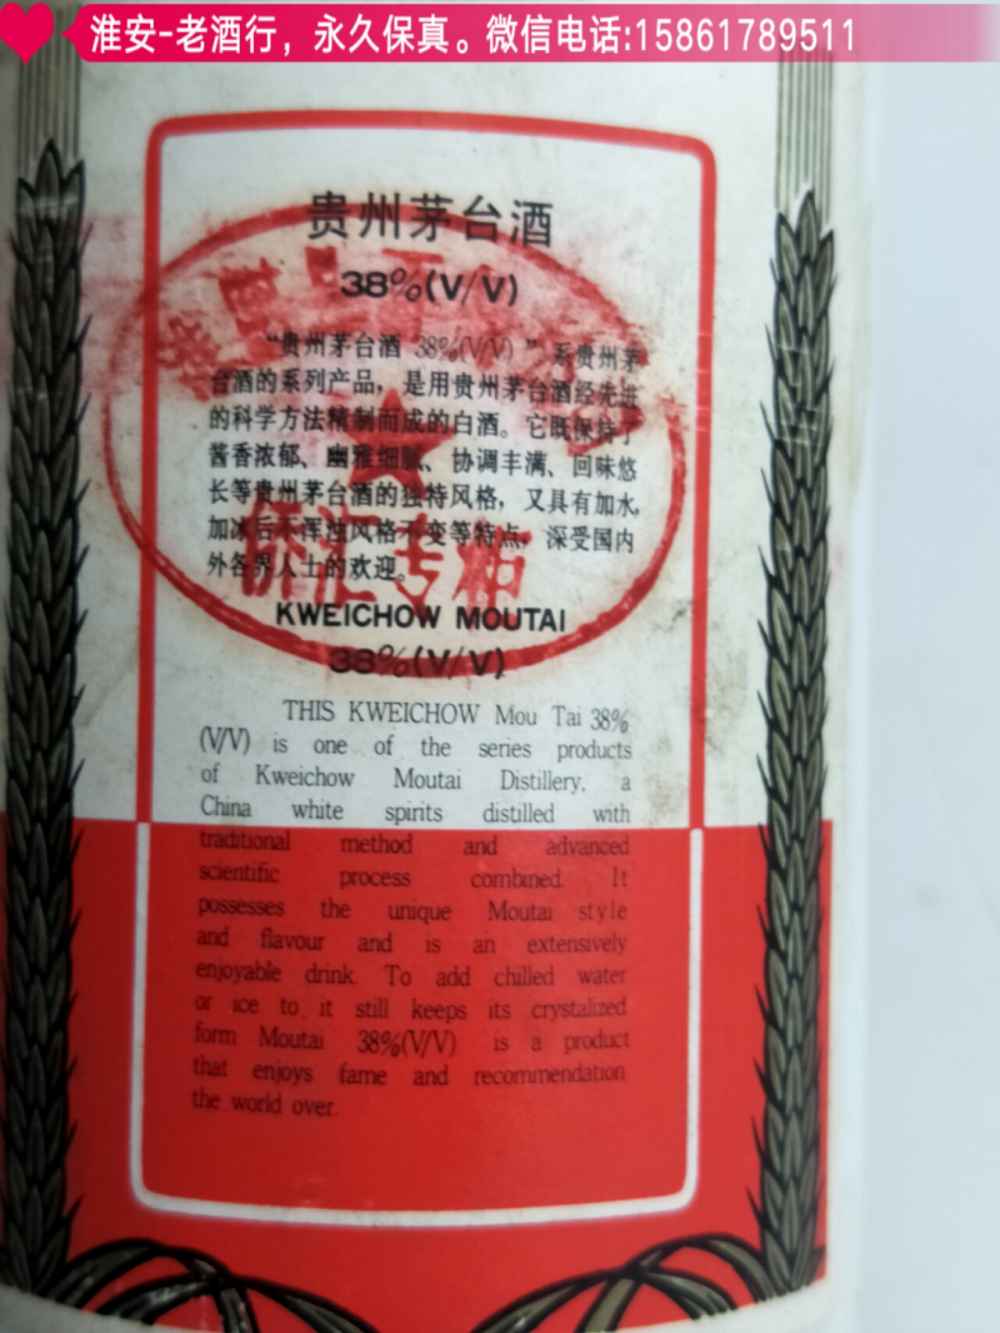 淮安-老酒行，永久保真。微信电话:15861789511
贵州茅台酒
38%(V/V)
"贵州茅台酒 38%(V/V)"系贵州茅
台酒的系列产品，是用贵州茅台酒经先进
的科学方法精制而成的白酒。它既保持了
酱香浓郁、幽雅细腻、协调丰满、回味悠
长等贵州茅台酒的独特风格，又具有加水,
加冰后不浑浊风格不变等特点，深受国内
外各界人士的欢迎。
侨汇专柜
KWEICHOW MOUTAI
38%(V/V)
THIS KWEICHOW Mou Tai 38%
(V/V) is one of the series products
of Kweichow Moutai Distillery, a
China white spirits distilled with
traditional method and advanced
scientific process combined. It
possesses the unique Moutai style
and flavour and is an extensively
enjoyable drink. To add chilled water
or ice to it still keeps its crystalized
form Moutai 38%(V/V) is a product
that enjoys fame and recommendation
the world over.